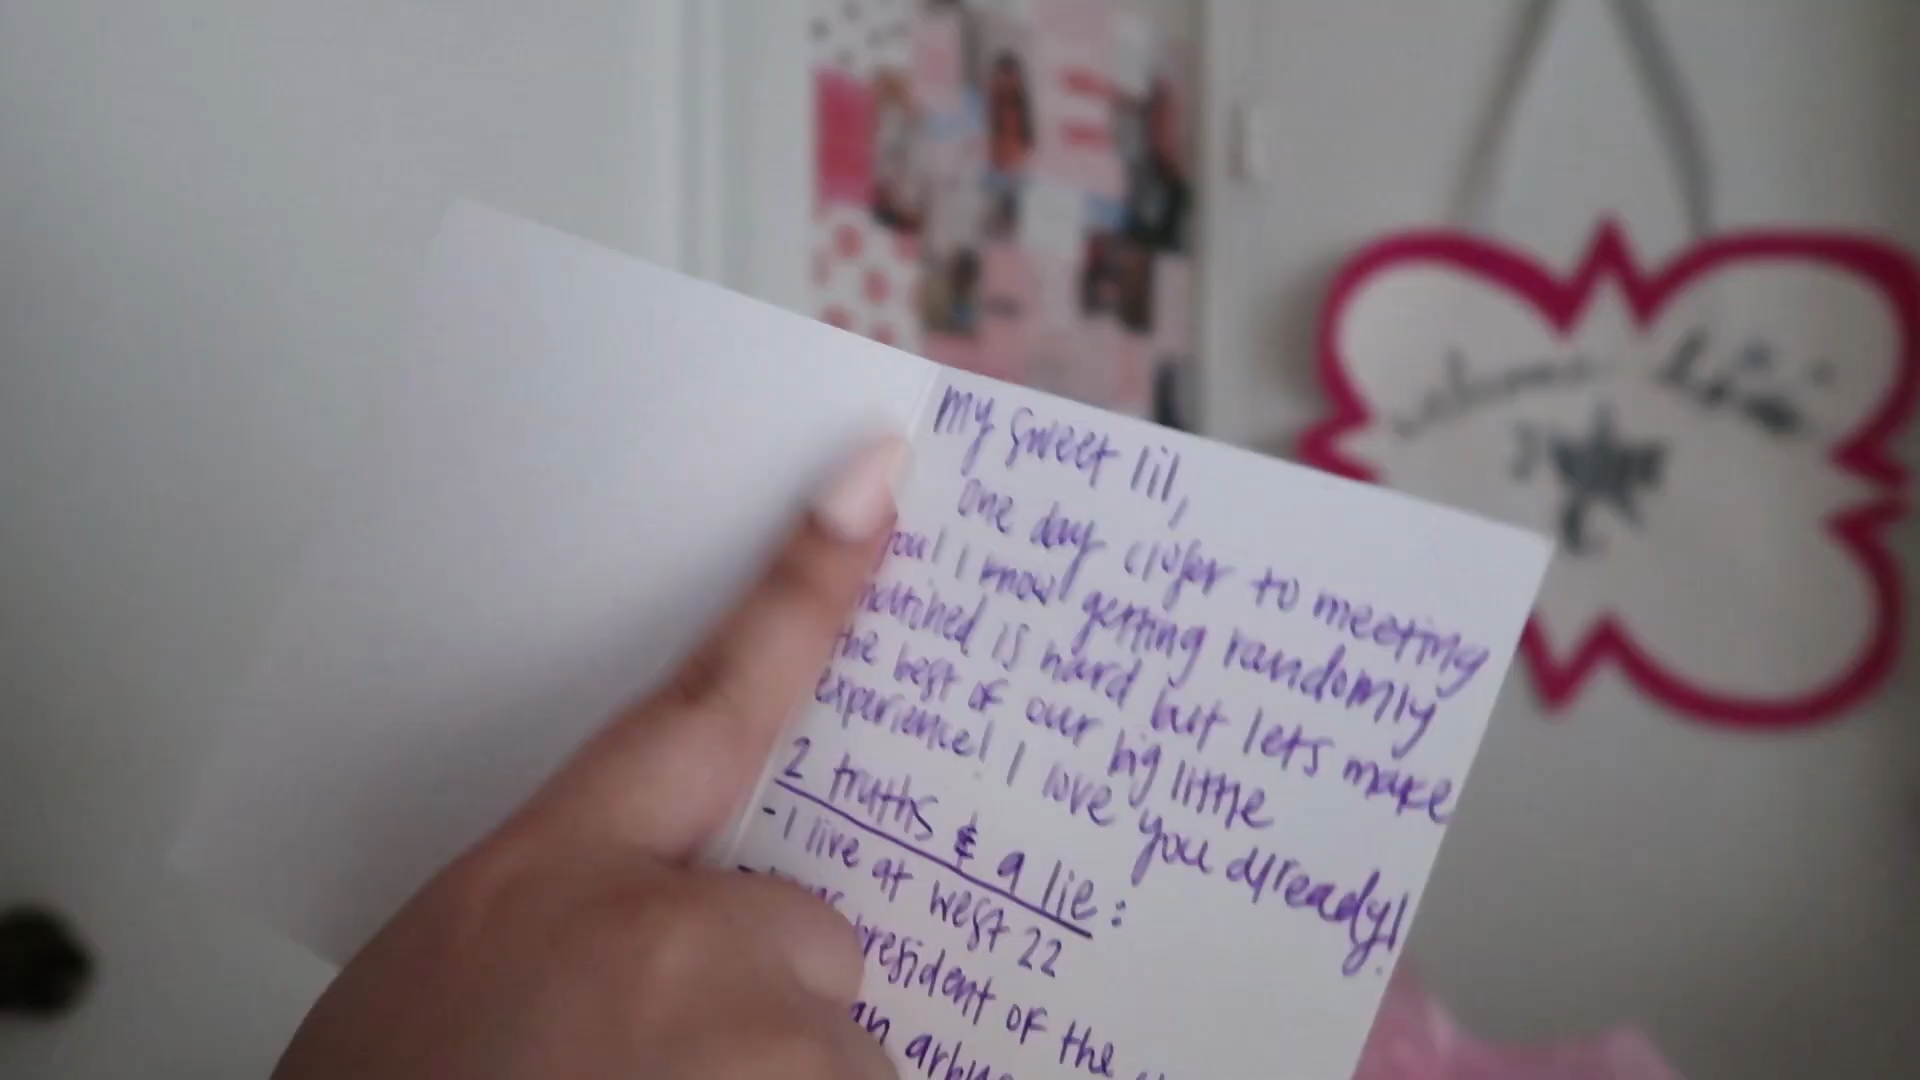 my sweet lil,
One day closer to meeting
you! I know getting randomly
matched is hard but lets make
the best of our big little
experience! I love you already!
2 truths & a lie:
- I live at west 22
president of the
an